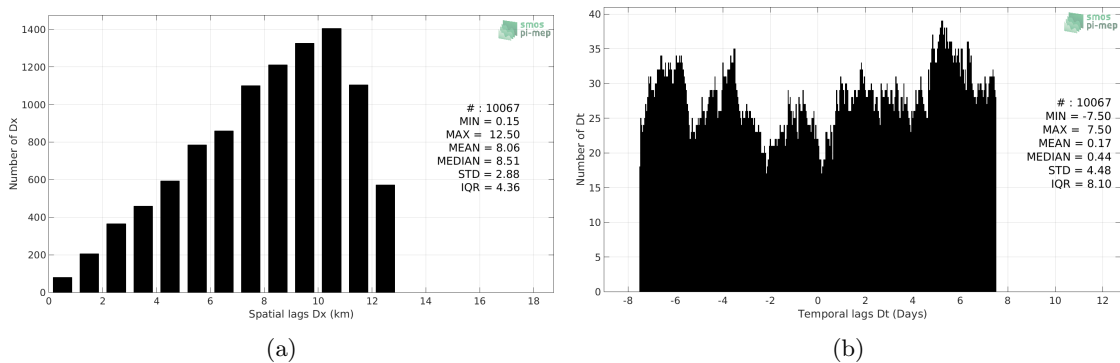 1400
1200
1000
800
600
400
200
0
Number of Dx
smos
pi-mep
# : 10067
MIN = 0.15
MAX = 12.50
MEAN = 8.06
MEDIAN = 8.51
STD = 2.88
IQR = 4.36
0 2 4 6 8 10 12 14 16 18
Spatial lags Dx (km)
(a)
40
35
30
25
20
15
10
5
0
Number of Dt
smos
pi-mep
# : 10067
MIN = -7.50
MAX = 7.50
MEAN = 0.17
MEDIAN = 0.44
STD = 4.48
IQR = 8.10
-8 -6 -4 -2 0 2 4 6 8 10 12
Temporal lags Dt (Days)
(b)